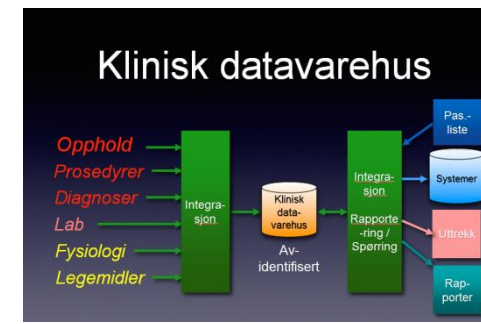 Klinisk datavarehus
Opphold
Prosedyrer
Diagnoser
Lab
Fysiologi
Legemidler
Integra-
sjon
Klinisk
data-
varehus
Av-
identifisert
Integra-
sjon
Rapporte
-ring /
Spørring
Pas.-
liste
Systemer
Uttrekk
Rap-
porter